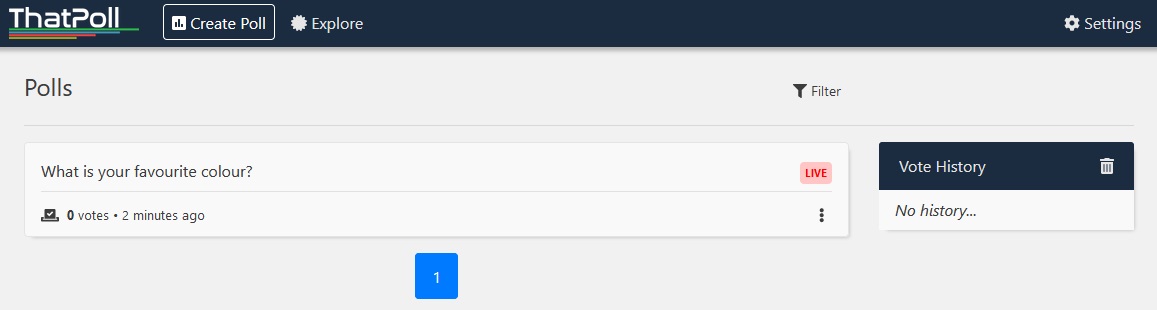 ThatPoll
Create Poll
Explore
Settings
Polls
Filter
What is your favourite colour?
LIVE
0 votes • 2 minutes ago
Vote History
No history...
1